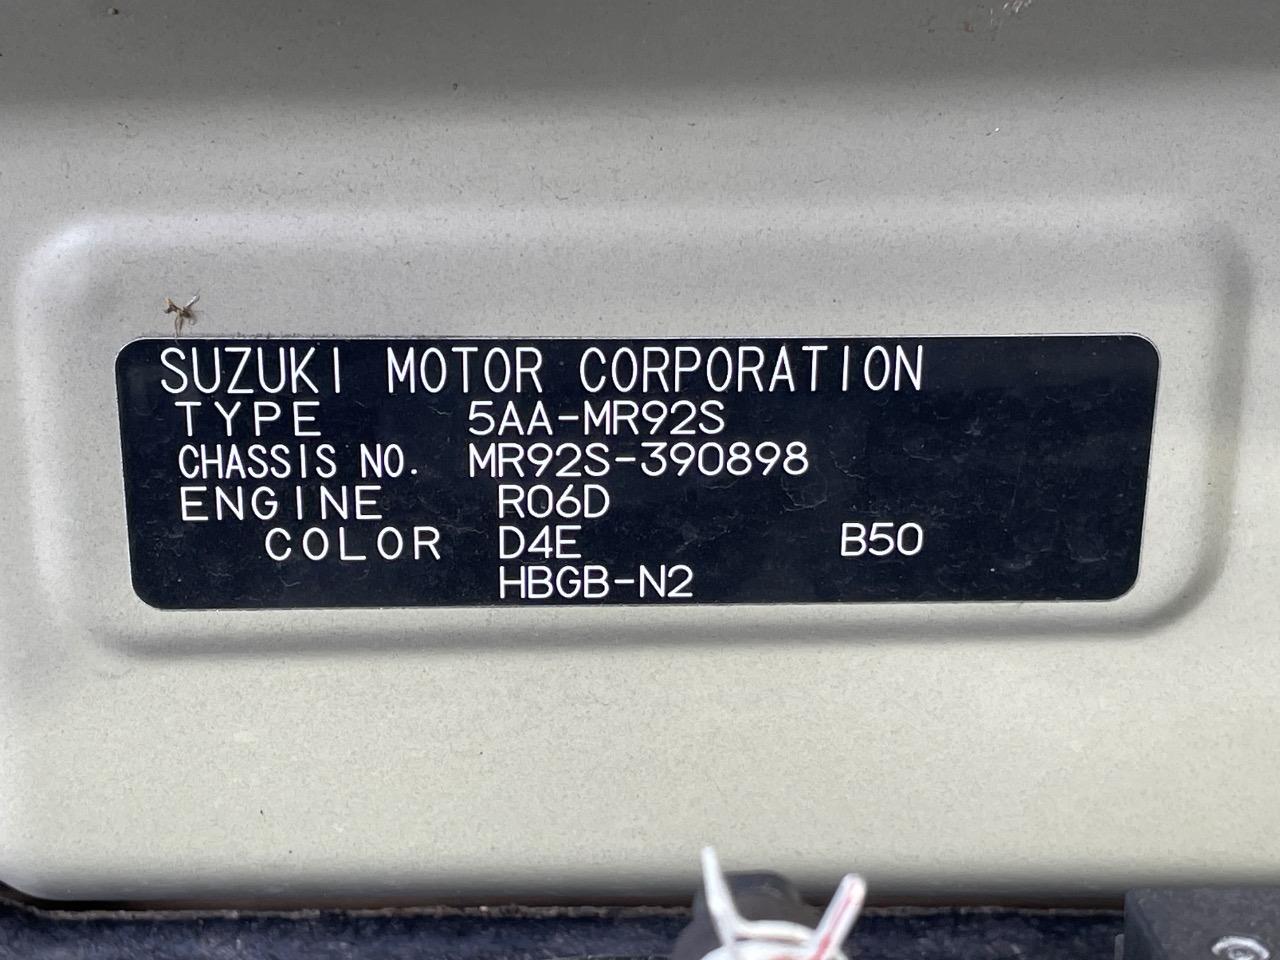 SUZUKI MOTOR CORPORATION
TYPE 5AA-MR92S
CHASSIS NO. MR92S-390898
ENGINE R06D
COLOR D4E B50
HBGB-N2